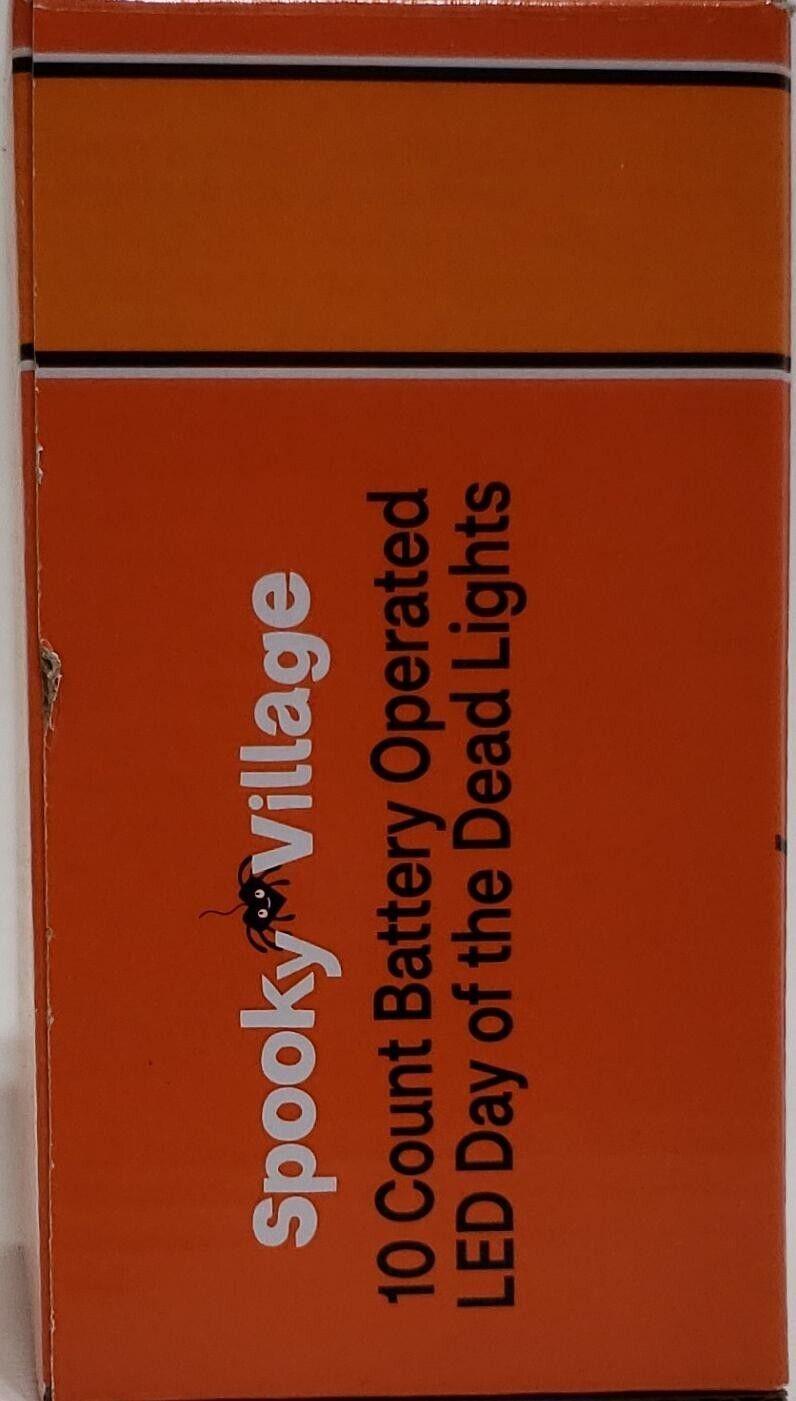 Spooky Village
10 Count Battery Operated
LED Day of the Dead Lights